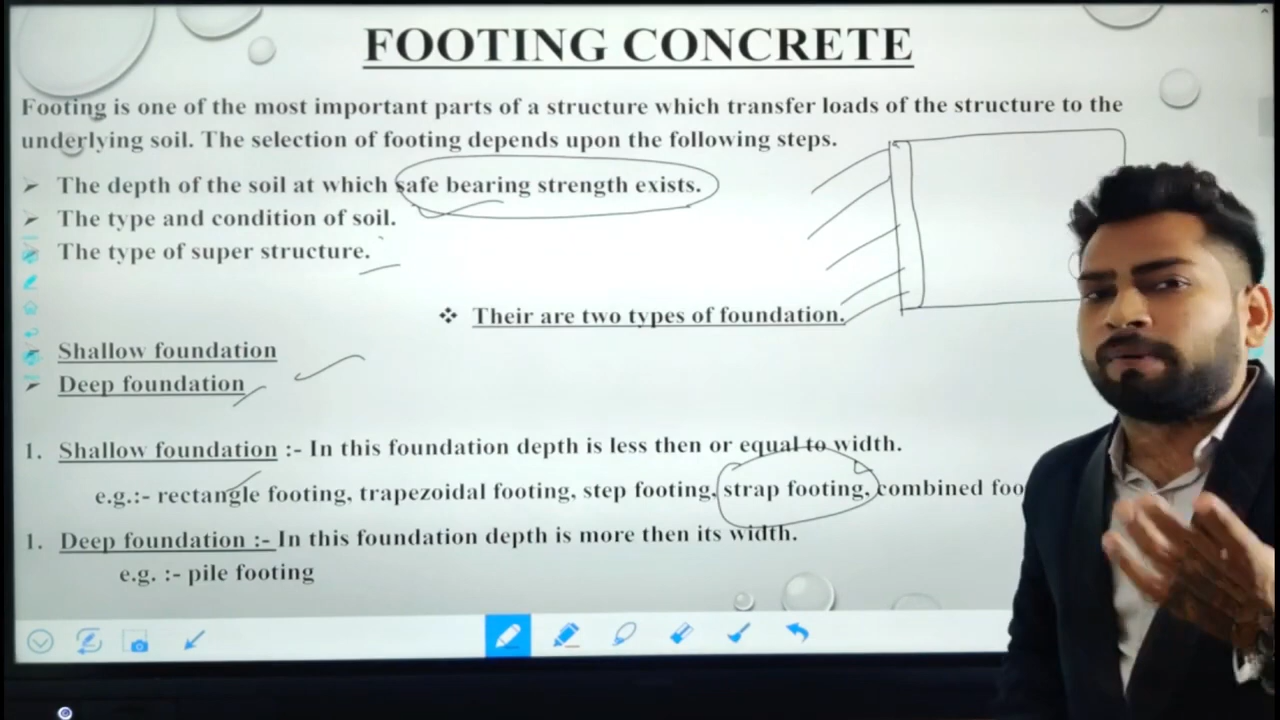 FOOTING CONCRETE
Footing is one of the most important parts of a structure which transfer loads of the structure to the
underlying soil. The selection of footing depends upon the following steps.
➢ The depth of the soil at which safe bearing strength exists.
➢ The type and condition of soil.
➢ The type of super structure.
❖ Their are two types of foundation.
➢ Shallow foundation
➢ Deep foundation
1. Shallow foundation :- In this foundation depth is less then or equal to width.
e.g.:- rectangle footing, trapezoidal footing, step footing, strap footing, combined foo
1. Deep foundation :- In this foundation depth is more then its width.
e.g. :- pile footing